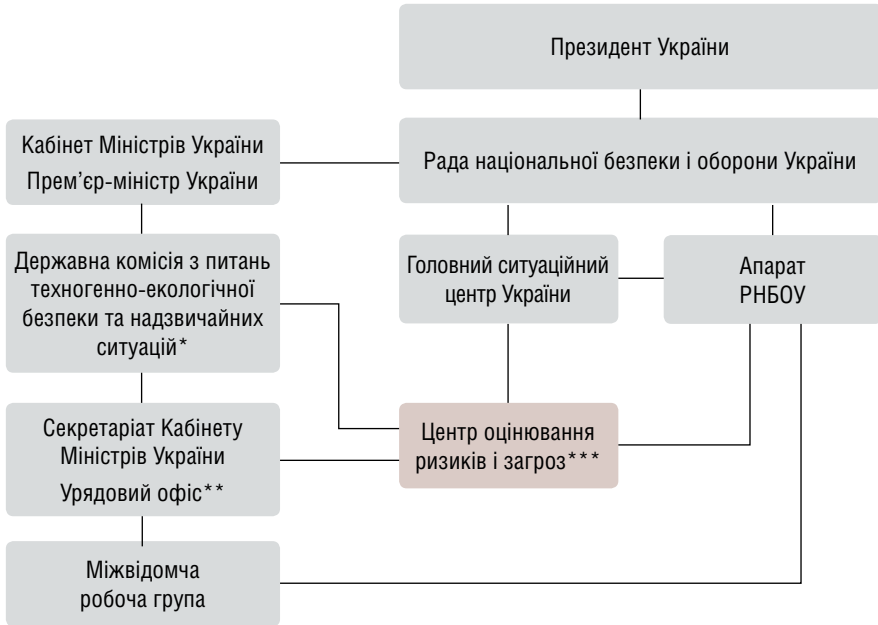 Президент України
Кабінет Міністрів України
Прем’єр-міністр України
Рада національної безпеки і оборони України
Державна комісія з питань
техногенно-екологічної
безпеки та надзвичайних
ситуацій*
Головний ситуаційний
центр України
Апарат
РНБОУ
Секретаріат Кабінету
Міністрів України
Урядовий офіс**
Центр оцінювання
ризиків і загроз***
Міжвідомча
робоча група